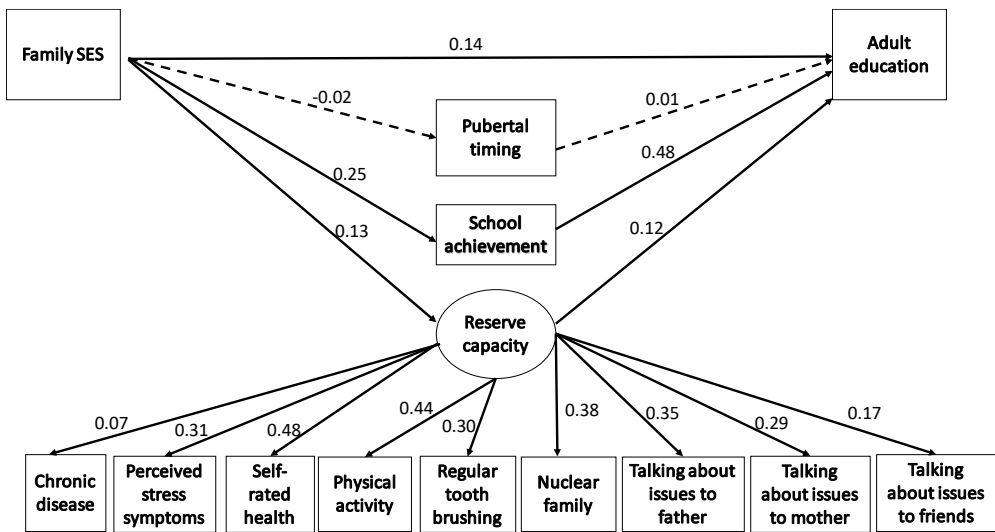 Family SES
0.14
Adult
education
-0.02
0.01
Pubertal
timing
0.48
0.25
School
achievement
0.13
0.12
Reserve
capacity
0.07
0.31
0.48
0.44
0.30
0.38
0.35
0.29
0.17
Chronic
disease
Perceived
stress
symptoms
Self-
rated
health
Physical
activity
Regular
tooth
brushing
Nuclear
family
Talking about
issues to
father
Talking
about issues
to mother
Talking
about issues
to friends